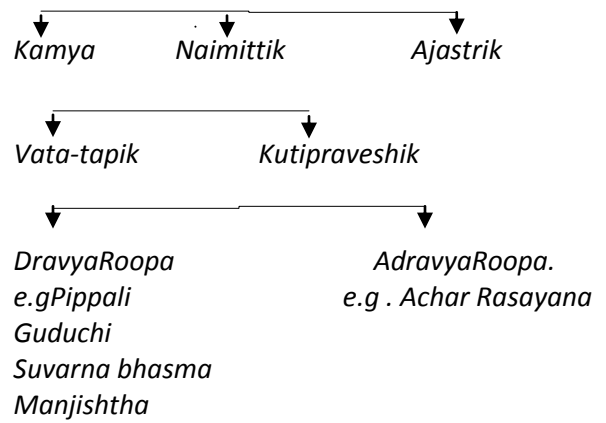 Kamya Naimittik Ajastrik
Vata-tapik Kutipraveshik
DravyaRoopa AdravyaRoopa.
e.gPippali e.g . Achar Rasayana
Guduchi
Suvarna bhasma
Manjishtha